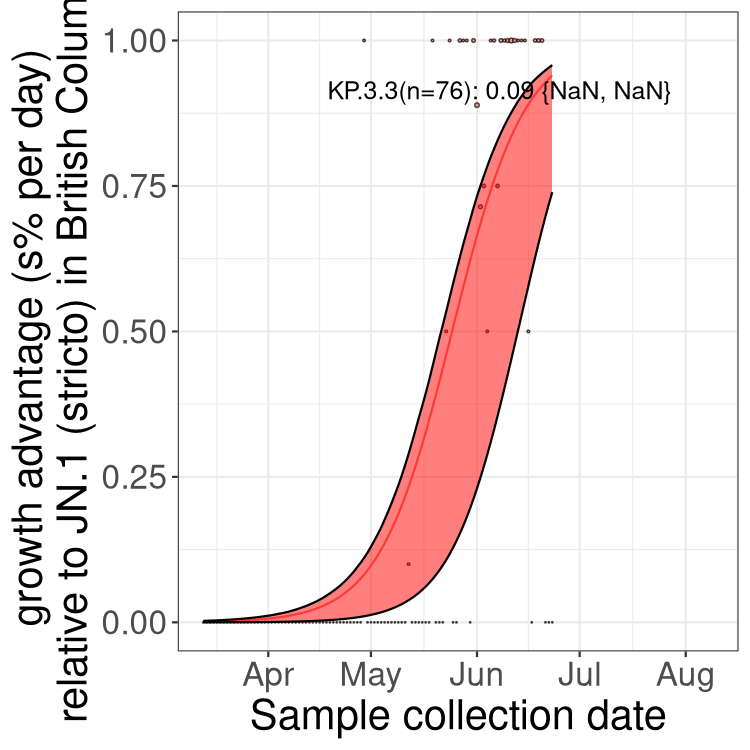 growth advantage (s% per day)
relative to JN.1 (stricto) in British Colum
1.00
0.75
0.50
0.25
0.00
KP.3.3(n=76): 0.09 {NaN, NaN}
Apr May Jun Jul Aug
Sample collection date